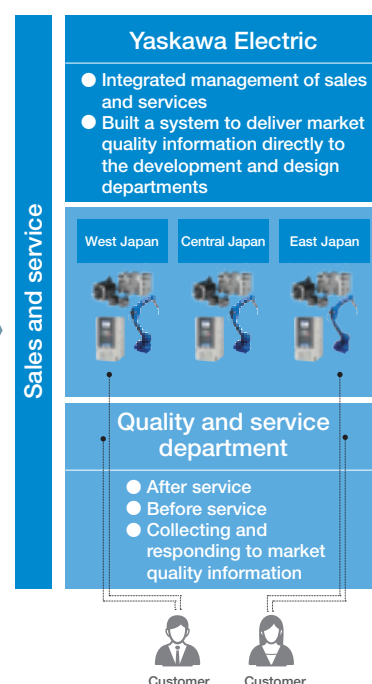 Sales and service
Yaskawa Electric
● Integrated management of sales
and services
● Built a system to deliver market
quality information directly to
the development and design
departments
West Japan
Central Japan
East Japan
Quality and service
department
● After service
● Before service
● Collecting and
responding to market
quality information
Customer
Customer